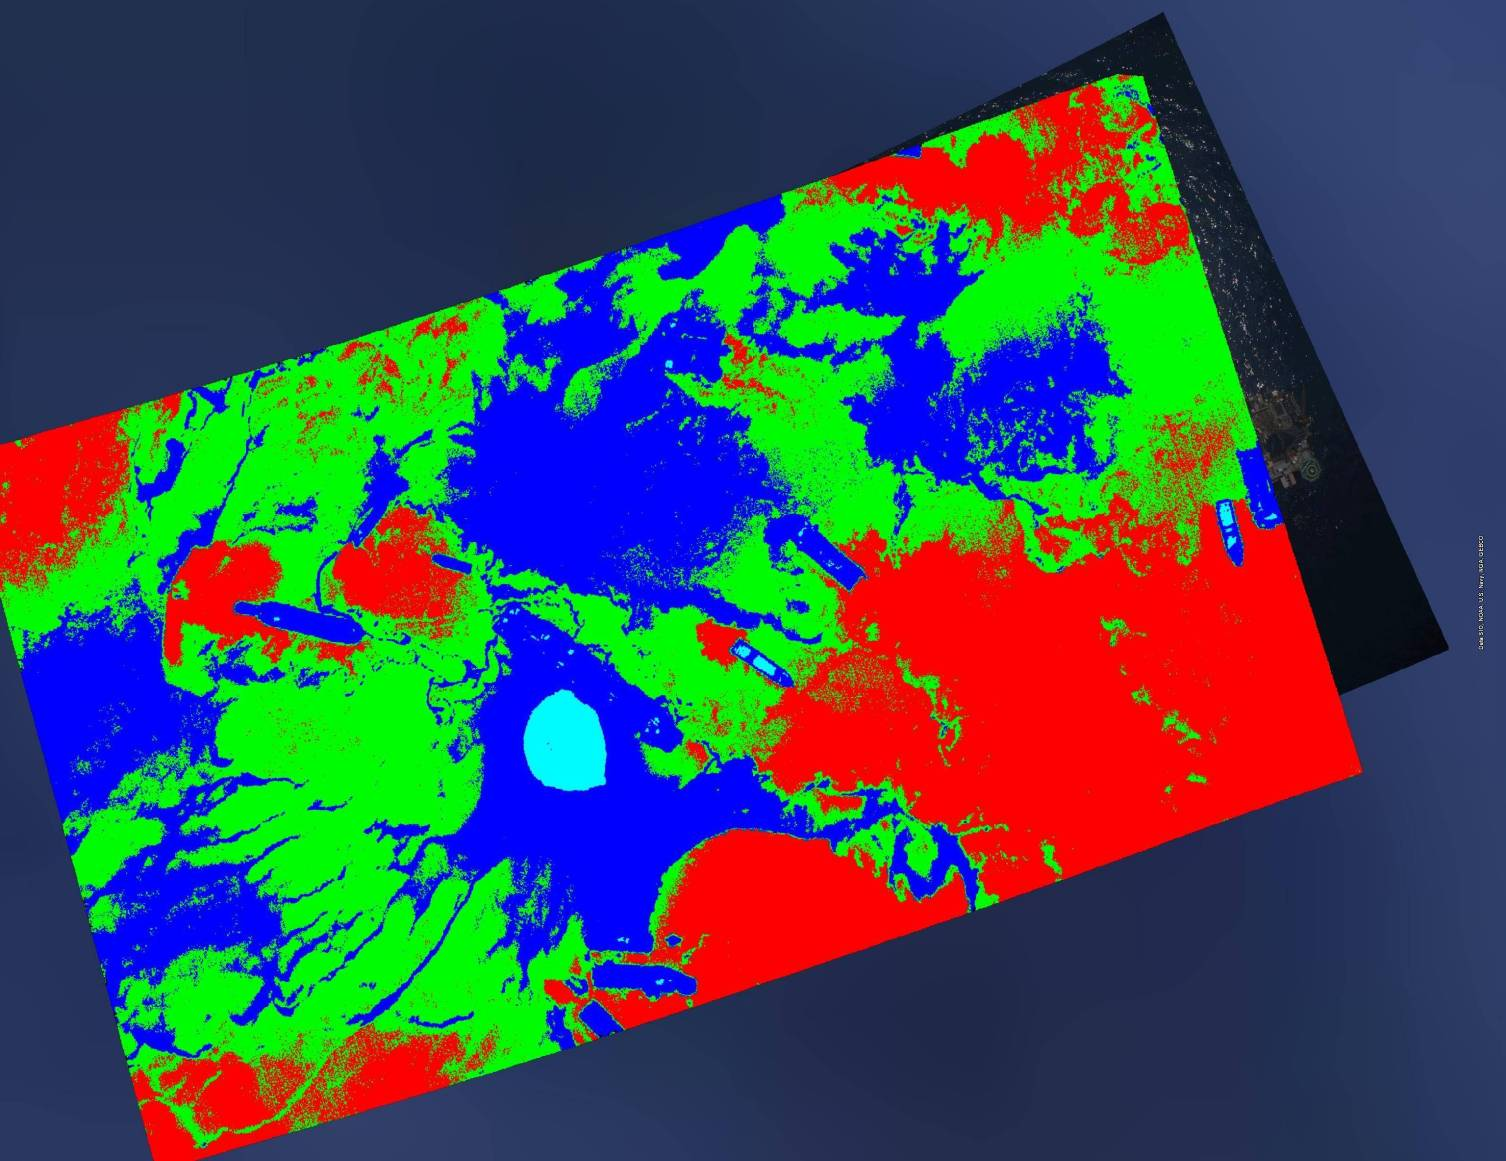 Data SIO, NOAA, U.S. Navy, NGA, GEBCO